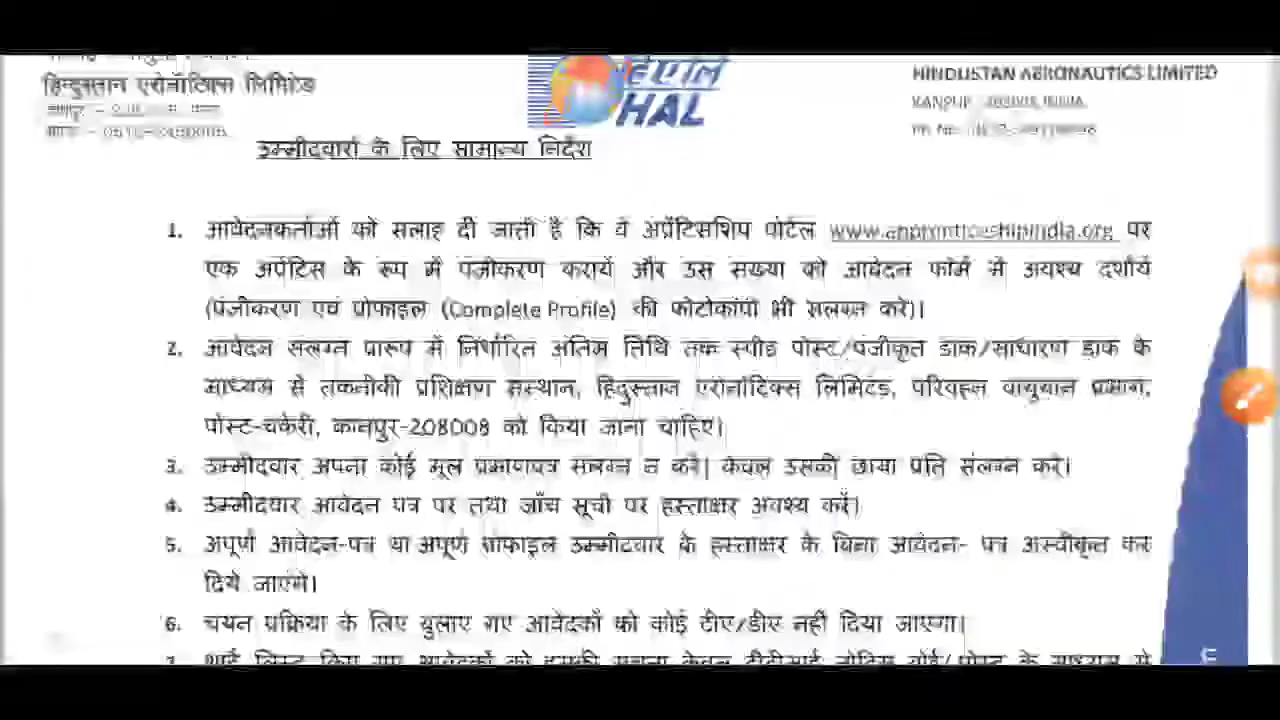 हिन्दुस्तान एरोनॉटिक्स लिमिटेड
एचएएल
HAL
HINDUSTAN AERONAUTICS LIMITED
उम्मीदवारों के लिए सामान्य निर्देश
1. आवेदनकर्ताओं को सलाह दी जाती है कि वे अप्रेंटिसशिप पोर्टल www.apprenticeshipindia.org पर
एक अप्रेंटिस के रूप में पंजीकरण करायें और उस संख्या को आवेदन फॉर्म में अवश्य दर्शायें
(पंजीकरण एवं प्रोफाइल (Complete Profile) की फोटोकॉपी भी संलग्न करें)।
2. आवेदन संलग्न प्रारूप में निर्धारित अंतिम तिथि तक स्पीड पोस्ट/पंजीकृत डाक/साधारण डाक के
माध्यम से तकनीकी प्रशिक्षण संस्थान, हिंदुस्तान एरोनॉटिक्स लिमिटेड, परिवहन वायुयान प्रभाग,
पोस्ट-चकेरी, कानपुर-208008 को किया जाना चाहिए।
3. उम्मीदवार अपना कोई मूल प्रमाणपत्र संलग्न न करें। केवल उसकी छाया प्रति संलग्न करें।
4. उम्मीदवार आवेदन पत्र पर तथा जाँच सूची पर हस्ताक्षर अवश्य करें।
5. अपूर्ण आवेदन-पत्र या अपूर्ण प्रोफाइल उम्मीदवार के हस्ताक्षर के बिना आवेदन- पत्र अस्वीकृत कर
दिये जाएंगे।
6. चयन प्रक्रिया के लिए बुलाए गए आवेदकों को कोई टीए/डीए नहीं दिया जाएगा।